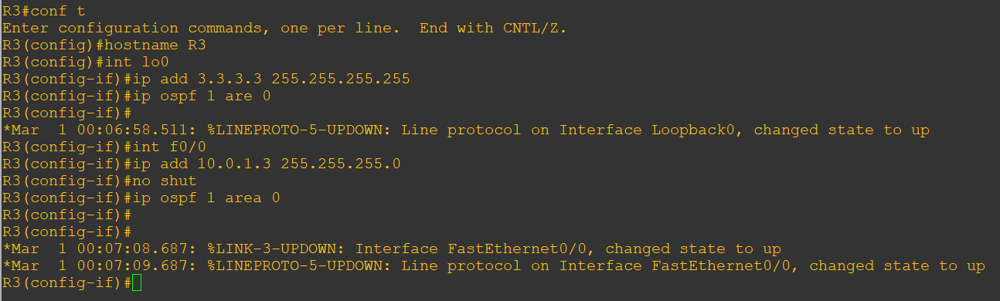 R3#conf t
Enter configuration commands, one per line.  End with CNTL/Z.
R3(config)#hostname R3
R3(config)#int lo0
R3(config-if)#ip add 3.3.3.3 255.255.255.255
R3(config-if)#ip ospf 1 are 0
R3(config-if)#
*Mar  1 00:06:58.511: %LINEPROTO-5-UPDOWN: Line protocol on Interface Loopback0, changed state to up
R3(config-if)#int f0/0
R3(config-if)#ip add 10.0.1.3 255.255.255.0
R3(config-if)#no shut
R3(config-if)#ip ospf 1 area 0
R3(config-if)#
R3(config-if)#
*Mar  1 00:07:08.687: %LINK-3-UPDOWN: Interface FastEthernet0/0, changed state to up
*Mar  1 00:07:09.687: %LINEPROTO-5-UPDOWN: Line protocol on Interface FastEthernet0/0, changed state to up
R3(config-if)#